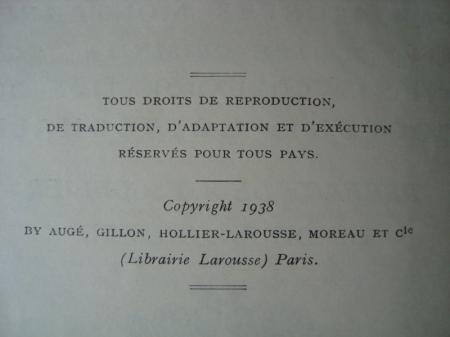 TOUS DROITS DE REPRODUCTION,
DE TRADUCTION, D'ADAPTATION ET D'EXÉCUTION
RÉSERVÉS POUR TOUS PAYS.
Copyright 1938
BY AUGÉ, GILLON, HOLLIER-LAROUSSE, MOREAU ET Cie
(Librairie Larousse) Paris.